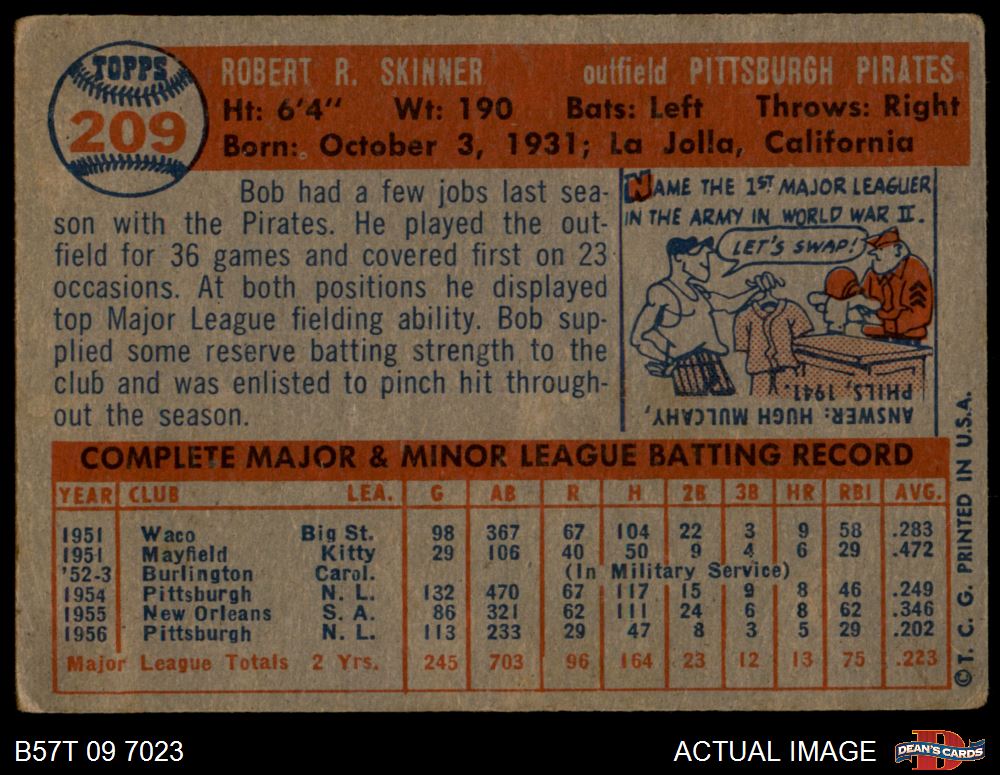 TOPPS
209
ROBERT R. SKINNER outfield PITTSBURGH PIRATES
Ht: 6'4" Wt: 190 Bats: Left Throws: Right
Born: October 3, 1931; La Jolla, California
Bob had a few jobs last sea-
son with the Pirates. He played the out-
field for 36 games and covered first on 23
occasions. At both positions he displayed
top Major League fielding ability. Bob sup-
plied some reserve batting strength to the
club and was enlisted to pinch hit through-
out the season.
NAME THE 1ST MAJOR LEAGUER
IN THE ARMY IN WORLD WAR II.
LET'S SWAP!
ANSWER: HUGH MULCAHY,
PHILS, 1941.
COMPLETE MAJOR & MINOR LEAGUE BATTING RECORD
YEAR CLUB LEA. G AB R H 2B 3B HR RBI AVG.
1951 Waco Big St. 98 367 67 104 22 3 9 58 .283
1951 Mayfield Kitty 29 106 40 50 9 4 6 29 .472
'52-3 Burlington Carol. (In Military Service)
1954 Pittsburgh N. L. 132 470 67 117 15 9 8 46 .249
1955 New Orleans S. A. 86 321 62 111 24 6 8 62 .346
1956 Pittsburgh N. L. 113 233 29 47 8 3 5 29 .202
Major League Totals 2 Yrs. 245 703 96 164 23 12 13 75 .223
©T. C. G. PRINTED IN U.S.A.
B57T 09 7023
ACTUAL IMAGE
D
DEAN'S CARDS